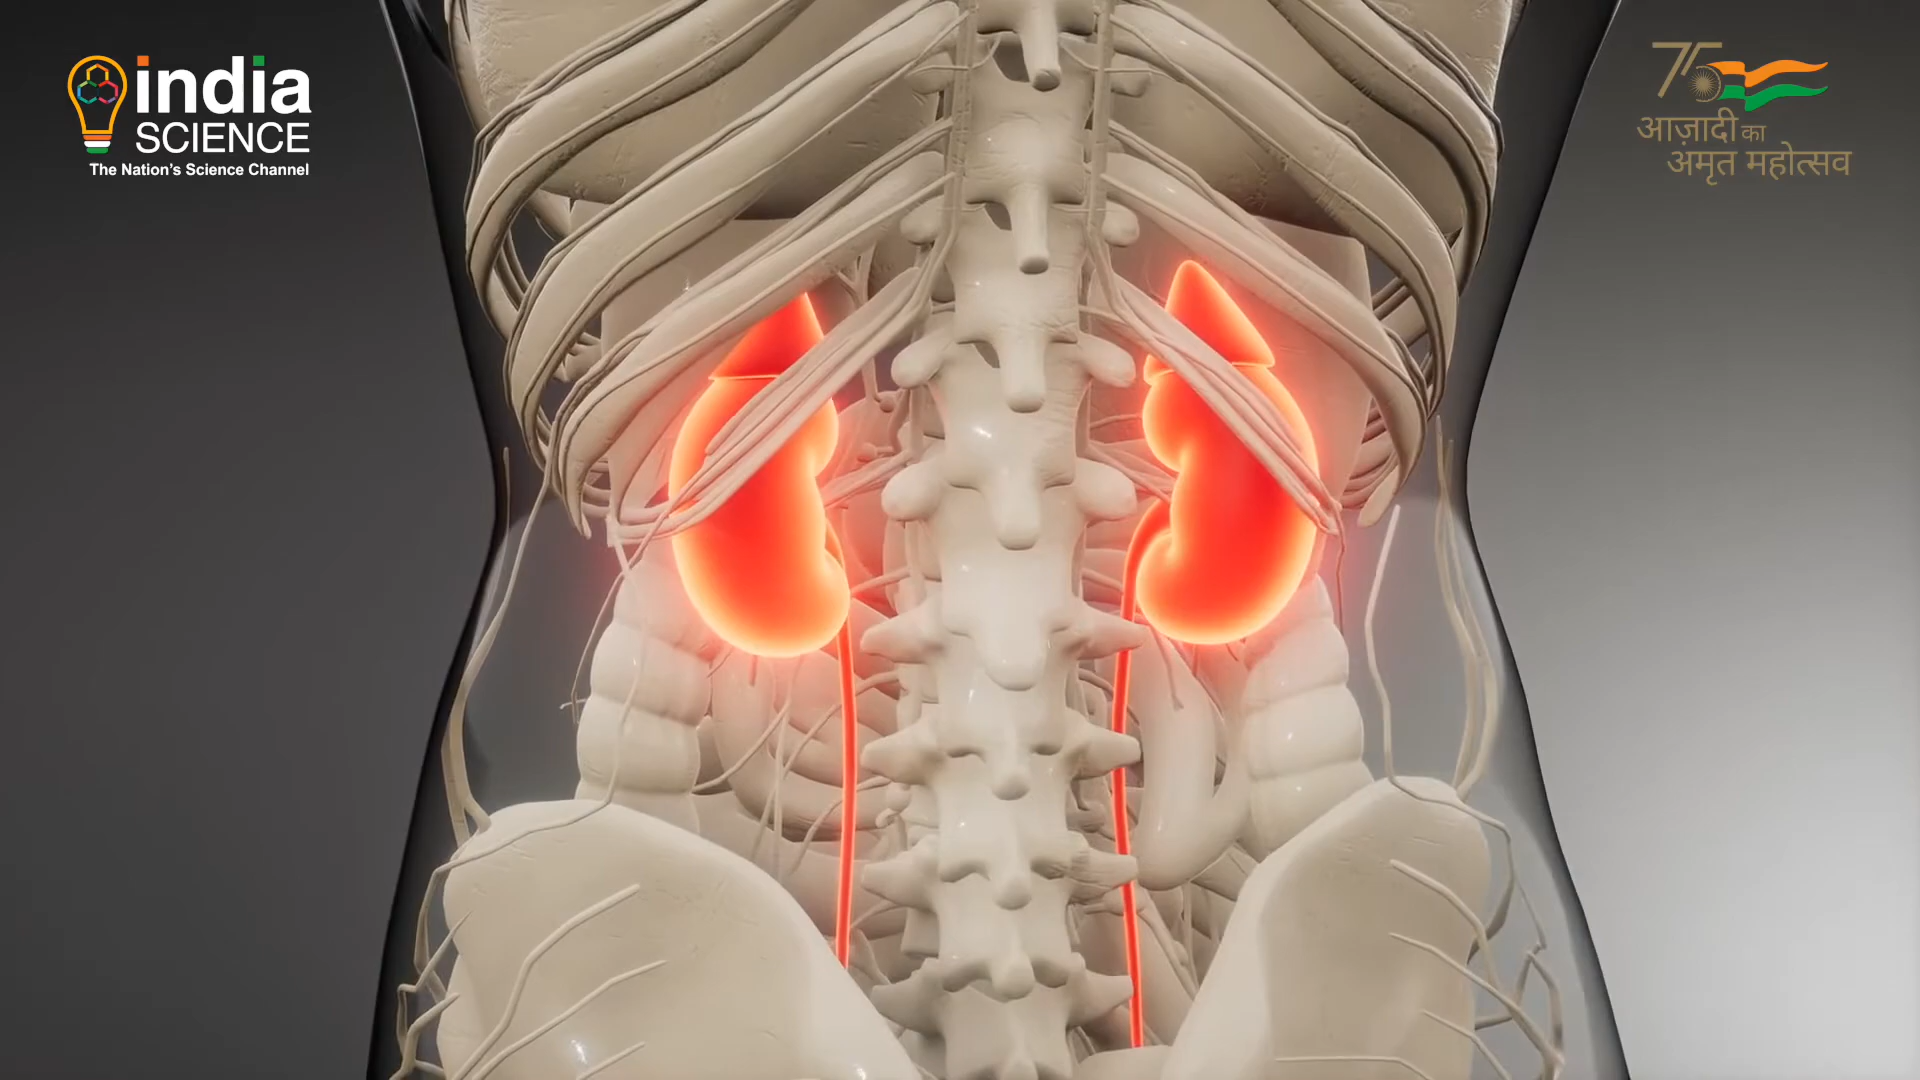 india
SCIENCE
The Nation's Science Channel
75
आज़ादी का
अमृत महोत्सव